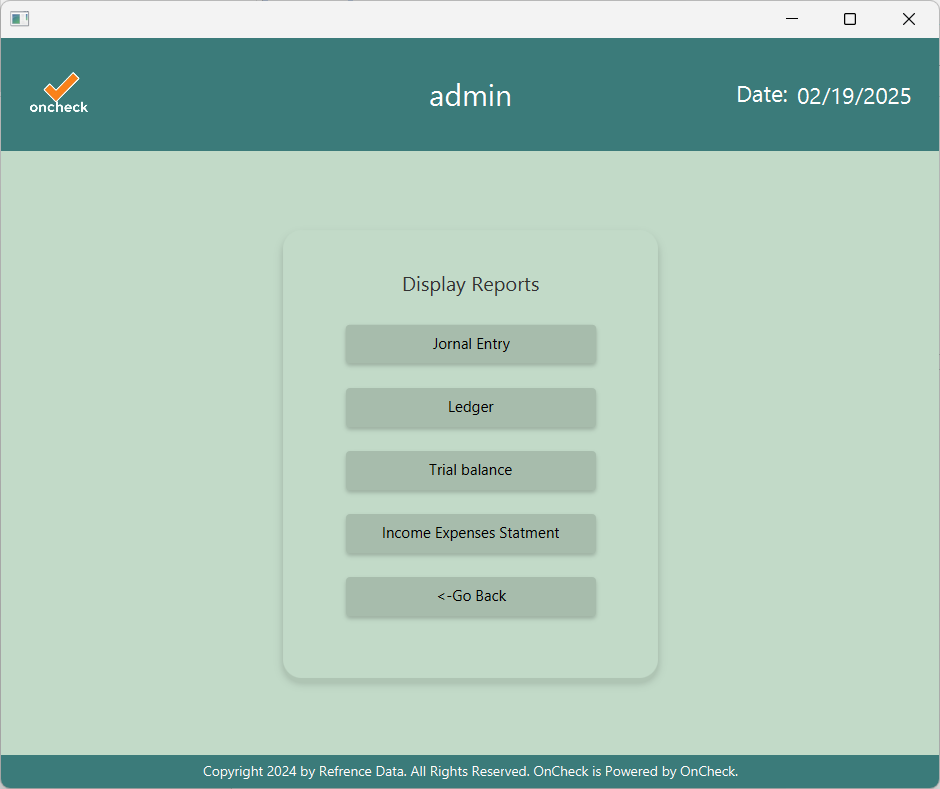 oncheck
admin
Date: 02/19/2025
Display Reports
Jornal Entry
Ledger
Trial balance
Income Expenses Statment
<-Go Back
Copyright 2024 by Refrence Data. All Rights Reserved. OnCheck is Powered by OnCheck.